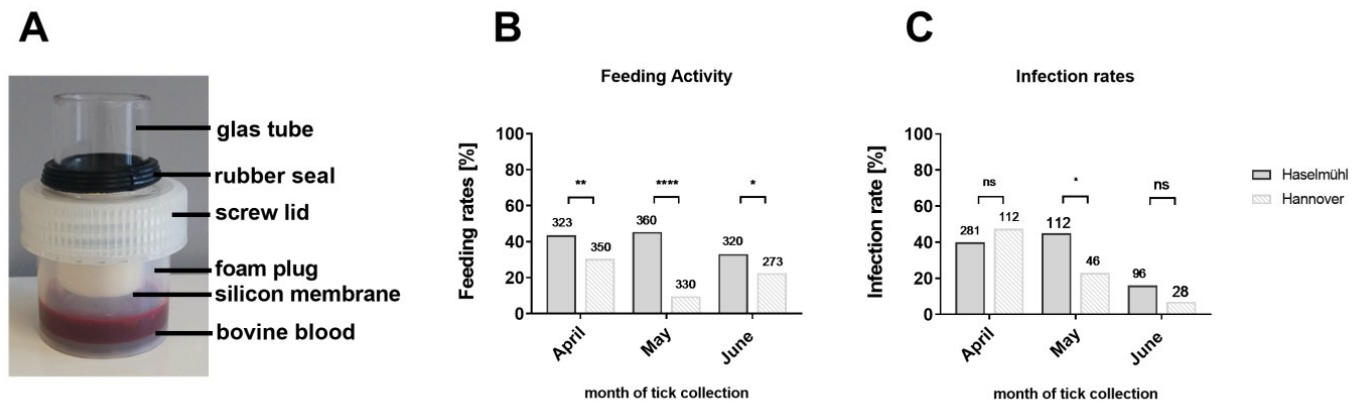 A
glas tube
rubber seal
screw lid
foam plug
silicon membrane
bovine blood
B
Feeding Activity
Feeding rates [%]
100
80
60
40
20
0
**
****
*
323
350
360
330
320
273
April
May
June
month of tick collection
C
Infection rates
Infection rate [%]
100
80
60
40
20
0
ns
*
ns
281
112
112
46
96
28
April
May
June
month of tick collection
Haselmühl
Hannover